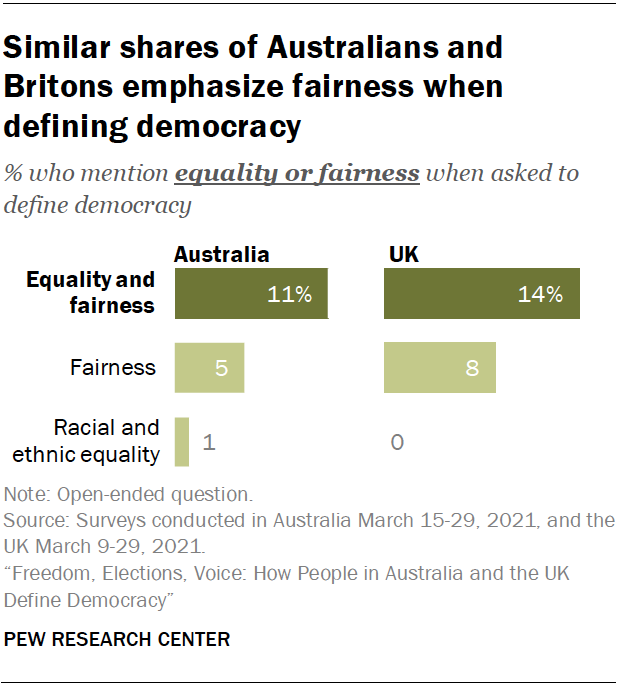 Similar shares of Australians and
Britons emphasize fairness when
defining democracy
% who mention equality or fairness when asked to
define democracy
Australia UK
Equality and
fairness 11% 14%
Fairness 5 8
Racial and
ethnic equality 1 0
Note: Open-ended question.
Source: Surveys conducted in Australia March 15-29, 2021, and the
UK March 9-29, 2021.
“Freedom, Elections, Voice: How People in Australia and the UK
Define Democracy”
PEW RESEARCH CENTER